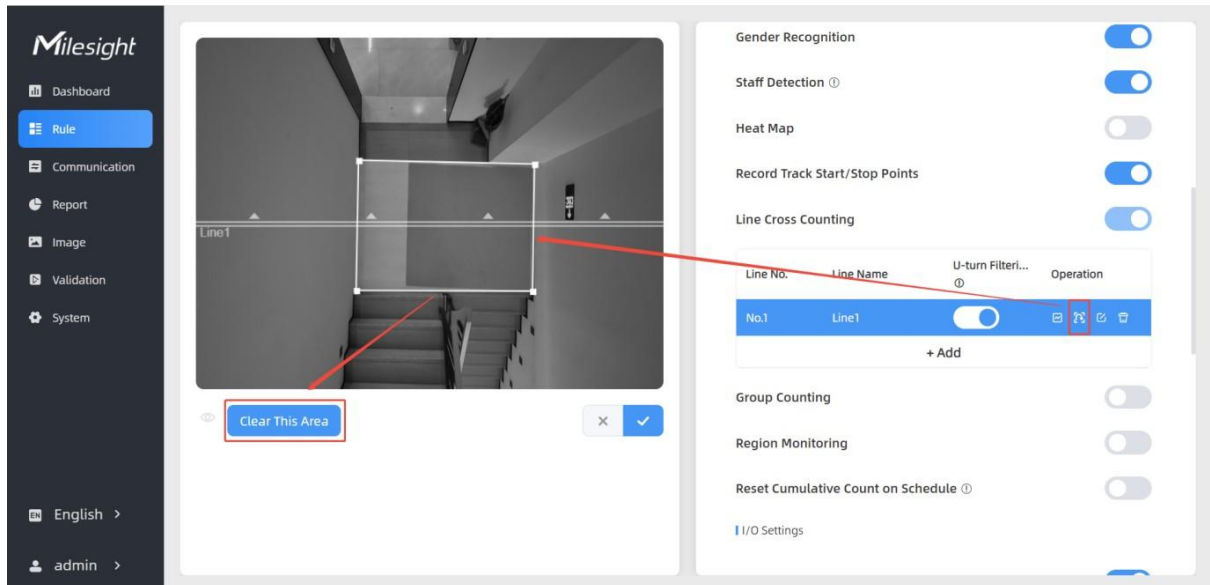 Milesight
Dashboard
Rule
Communication
Report
Image
Validation
System
English >
admin >
Line1
Clear This Area
Gender Recognition
Staff Detection
Heat Map
Record Track Start/Stop Points
Line Cross Counting
Line No. Line Name U-turn Filteri... Operation
No.1 Line1
+ Add
Group Counting
Region Monitoring
Reset Cumulative Count on Schedule
I/O Settings